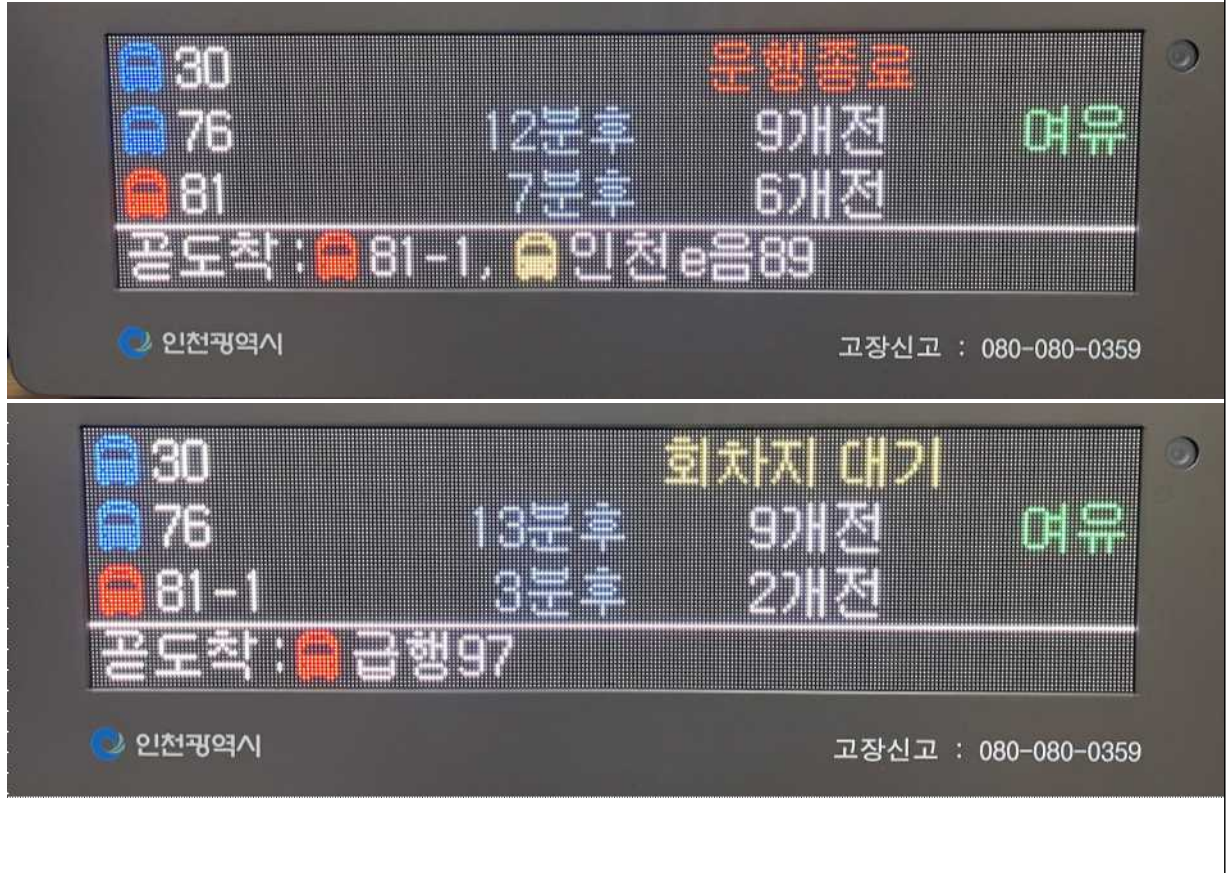 30 운행종료
76 12분후 9개전 여유
81 7분후 6개전
곧도착 : 81-1, 인천e음89
인천광역시 고장신고 : 080-080-0359
30 회차지 대기
76 13분후 9개전 여유
81-1 3분후 2개전
곧도착 : 급행97
인천광역시 고장신고 : 080-080-0359